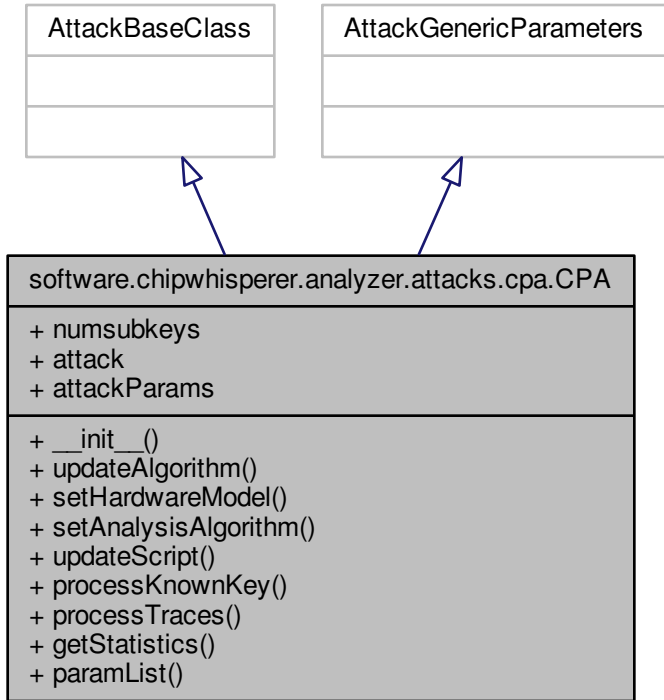 AttackBaseClass
AttackGenericParameters
software.chipwhisperer.analyzer.attacks.cpa.CPA
+ numsubkeys
+ attack
+ attackParams
+ __init__()
+ updateAlgorithm()
+ setHardwareModel()
+ setAnalysisAlgorithm()
+ updateScript()
+ processKnownKey()
+ processTraces()
+ getStatistics()
+ paramList()